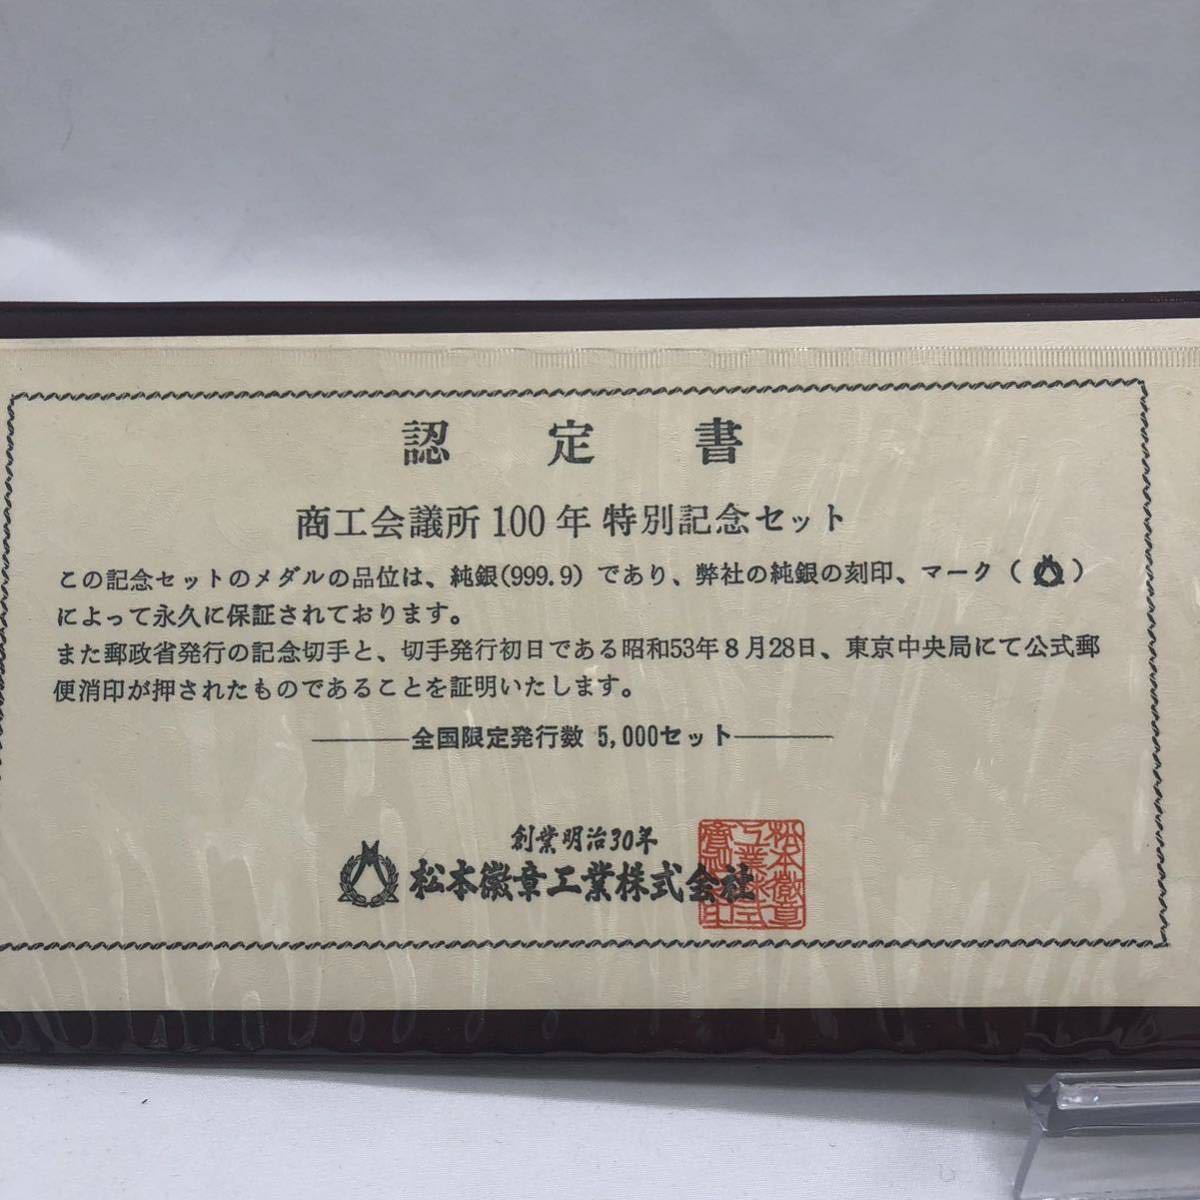 認定書
商工会議所100年 特別記念セット
この記念セットのメダルの品位は、純銀(999.9) であり、弊社の純銀の刻印、マーク ( )
によって永久に保証されております。
また郵政省発行の記念切手と、切手発行初日である昭和53年8月28日、東京中央局にて公式郵
便消印が押されたものであることを証明いたします。
全国限定発行数 5,000セット
創業明治30年
松本徽章工業株式会社